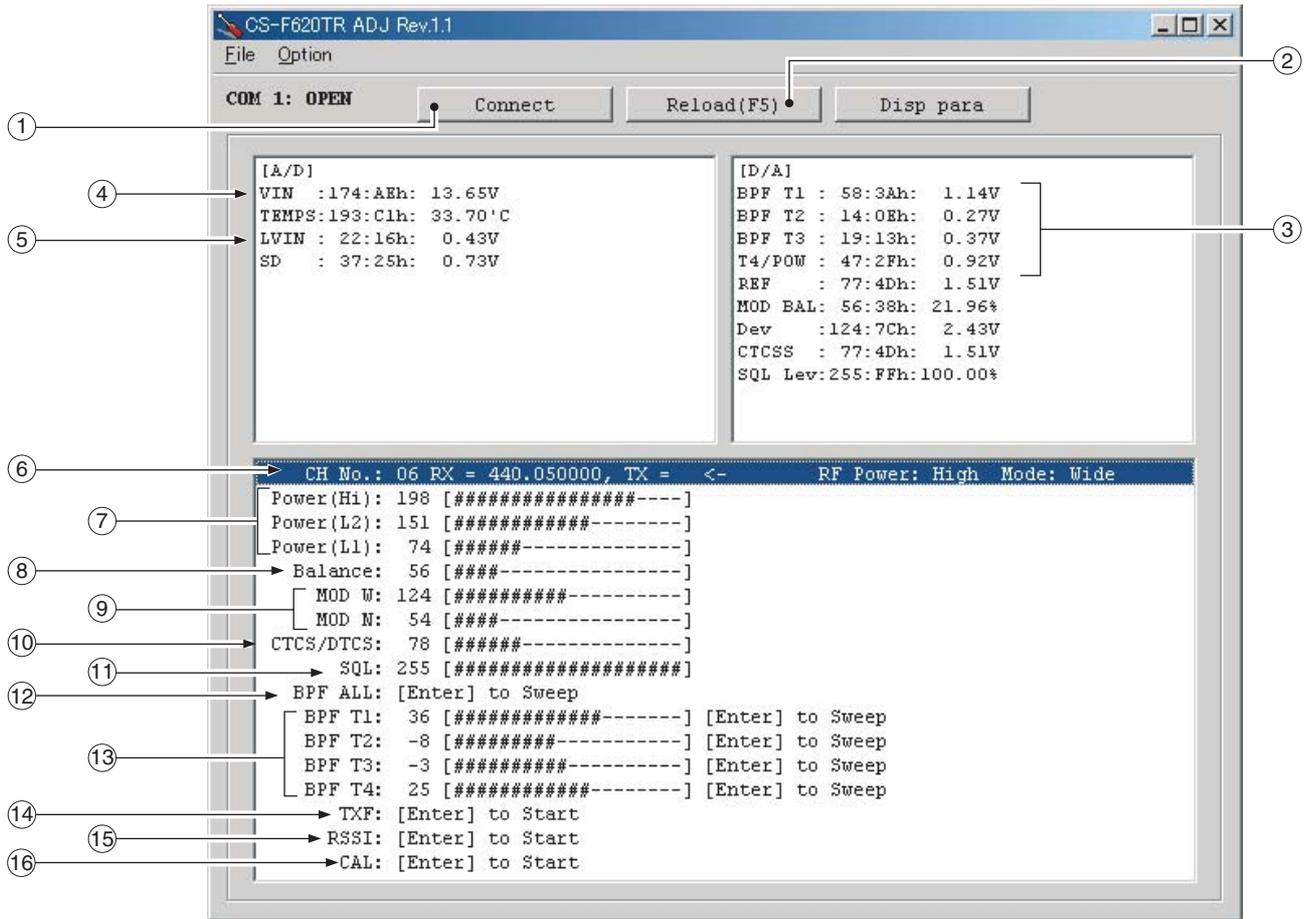 CS-F620TR ADJ Rev.1.1
File Option
COM 1: OPEN Connect Reload(F5) Disp para
1
2
[A/D]
VIN :174:AEh: 13.65V
TEMPS:193:C1h: 33.70'C
LVIN : 22:16h: 0.43V
SD : 37:25h: 0.73V
4
5
[D/A]
BPF T1 : 58:3Ah: 1.14V
BPF T2 : 14:0Eh: 0.27V
BPF T3 : 19:13h: 0.37V
T4/POW : 47:2Fh: 0.92V
REF : 77:4Dh: 1.51V
MOD BAL: 56:38h: 21.96%
Dev :124:7Ch: 2.43V
CTCSS : 77:4Dh: 1.51V
SQL Lev:255:FFh:100.00%
3
6 CH No.: 06 RX = 440.050000, TX = <- RF Power: High Mode: Wide
Power(Hi): 198 [################----]
7 Power(L2): 151 [############--------]
Power(L1): 74 [######--------------]
8 Balance: 56 [####----------------]
9 MOD W: 124 [##########----------]
MOD N: 54 [####----------------]
10 CTCS/DTCS: 78 [######--------------]
11 SQL: 255 [####################]
12 BPF ALL: [Enter] to Sweep
BPF T1: 36 [#############-------] [Enter] to Sweep
BPF T2: -8 [#########-----------] [Enter] to Sweep
13 BPF T3: -3 [##########----------] [Enter] to Sweep
BPF T4: 25 [############--------] [Enter] to Sweep
14 TXF: [Enter] to Start
15 RSSI: [Enter] to Start
16 CAL: [Enter] to Start